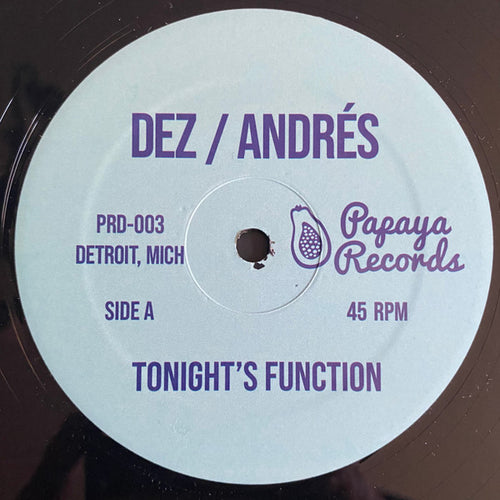 DEZ / ANDRÉS
PRD-003
DETROIT, MICH
Papaya
Records
SIDE A
45 RPM
TONIGHT'S FUNCTION